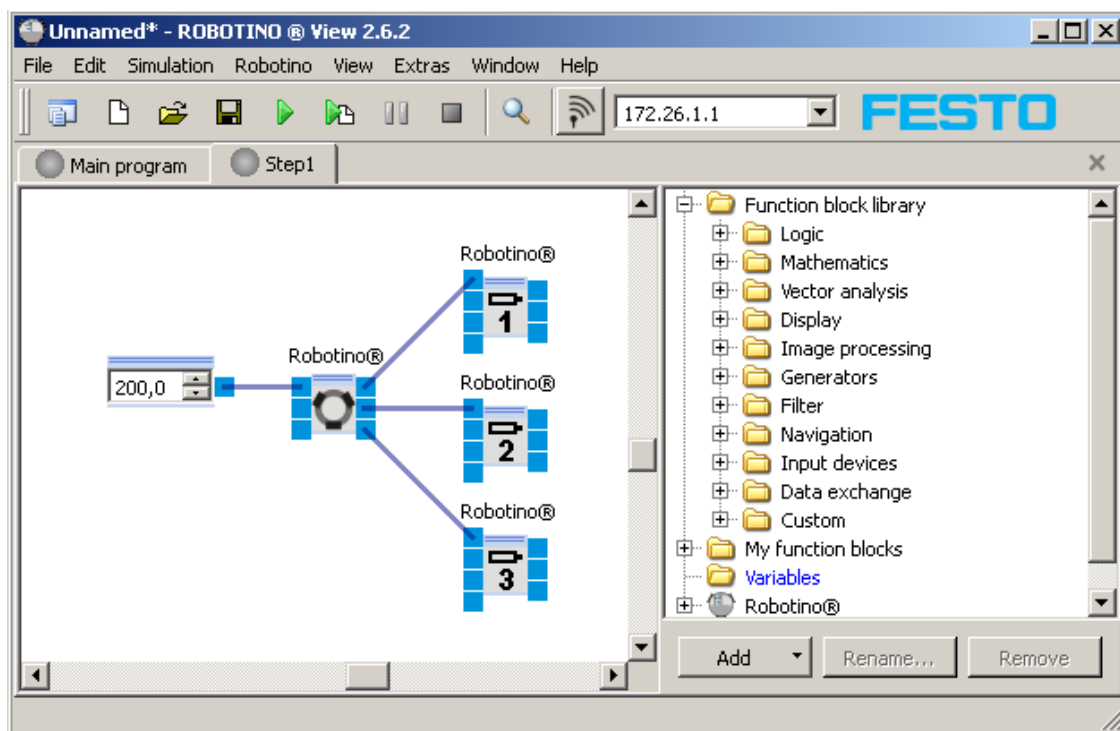 Unnamed* - ROBOTINO ® View 2.6.2
File Edit Simulation Robotino View Extras Window Help
172.26.1.1
FESTO
Main program
Step1
Robotino®
1
Robotino®
200,0
Robotino®
2
Robotino®
3
Function block library
Logic
Mathematics
Vector analysis
Display
Image processing
Generators
Filter
Navigation
Input devices
Data exchange
Custom
My function blocks
Variables
Robotino®
Add Rename... Remove